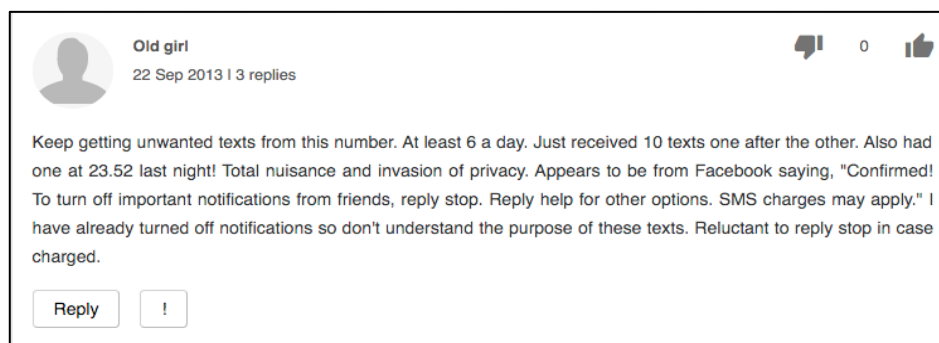 Old girl
0
22 Sep 2013 I 3 replies
Keep getting unwanted texts from this number. At least 6 a day. Just received 10 texts one after the other. Also had
one at 23.52 last night! Total nuisance and invasion of privacy. Appears to be from Facebook saying, "Confirmed!
To turn off important notifications from friends, reply stop. Reply help for other options. SMS charges may apply." I
have already turned off notifications so don't understand the purpose of these texts. Reluctant to reply stop in case
charged.
Reply !